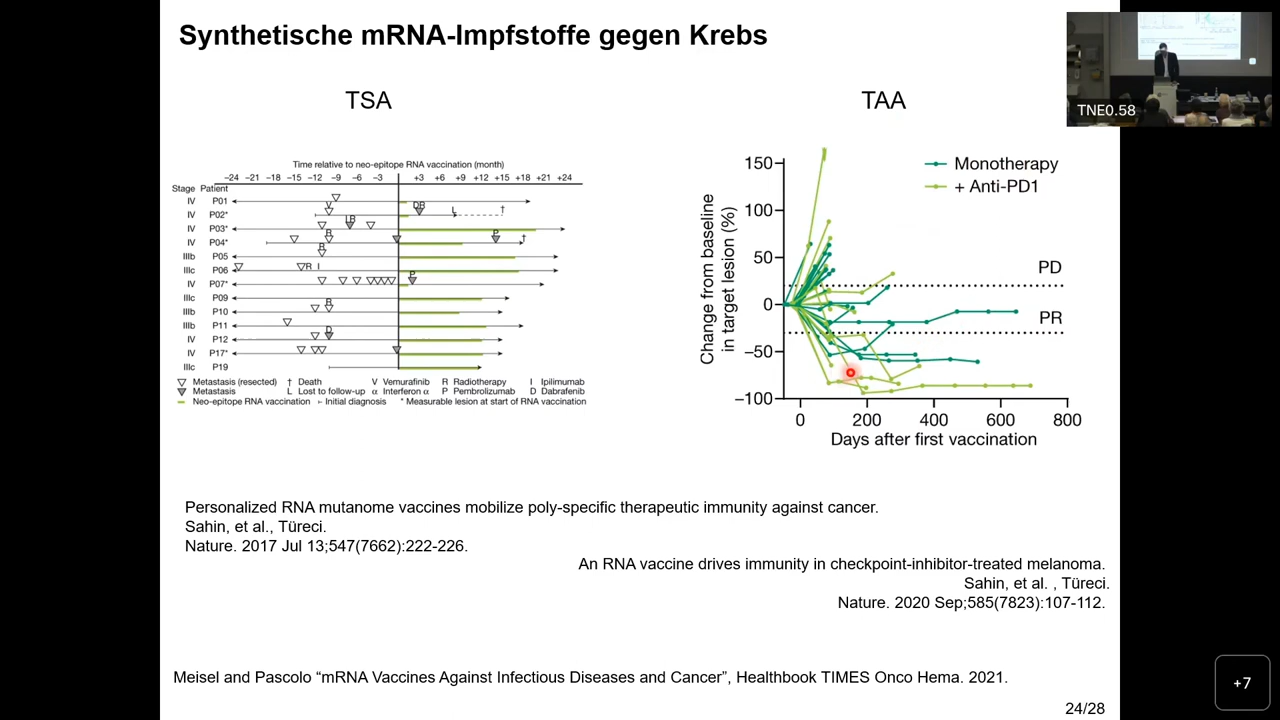 Synthetische mRNA-Impfstoffe gegen Krebs
TNE0.58
TSA
TAA
Time relative to neo-epitope RNA vaccination (month)
−24 −21 −18 −15 −12 −9 −6 −3 +3 +6 +9 +12 +15 +18 +21 +24
Stage Patient
IV P01
V DR
IV P02* L †
LR
IV P03*
R P
IV P04* †
R
IIIb P05
IIIc P06 R I
P
IV P07*
IIIc P09
R
IIIb P10
IIIb P11
D
IV P12
IV P17*
IIIc P19
Metastasis (resected) † Death V Vemurafinib R Radiotherapy I Ipilimumab
Metastasis L Lost to follow-up α Interferon α P Pembrolizumab D Dabrafenib
Neo-epitope RNA vaccination Initial diagnosis * Measurable lesion at start of RNA vaccination
Change from baseline
in target lesion (%)
150
100
50
0
−50
−100
Monotherapy
+ Anti-PD1
PD
PR
0 200 400 600 800
Days after first vaccination
Personalized RNA mutanome vaccines mobilize poly-specific therapeutic immunity against cancer.
Sahin, et al., Türeci.
Nature. 2017 Jul 13;547(7662):222-226.
An RNA vaccine drives immunity in checkpoint-inhibitor-treated melanoma.
Sahin, et al. , Türeci.
Nature. 2020 Sep;585(7823):107-112.
Meisel and Pascolo “mRNA Vaccines Against Infectious Diseases and Cancer”, Healthbook TIMES Onco Hema. 2021.
+7
24/28